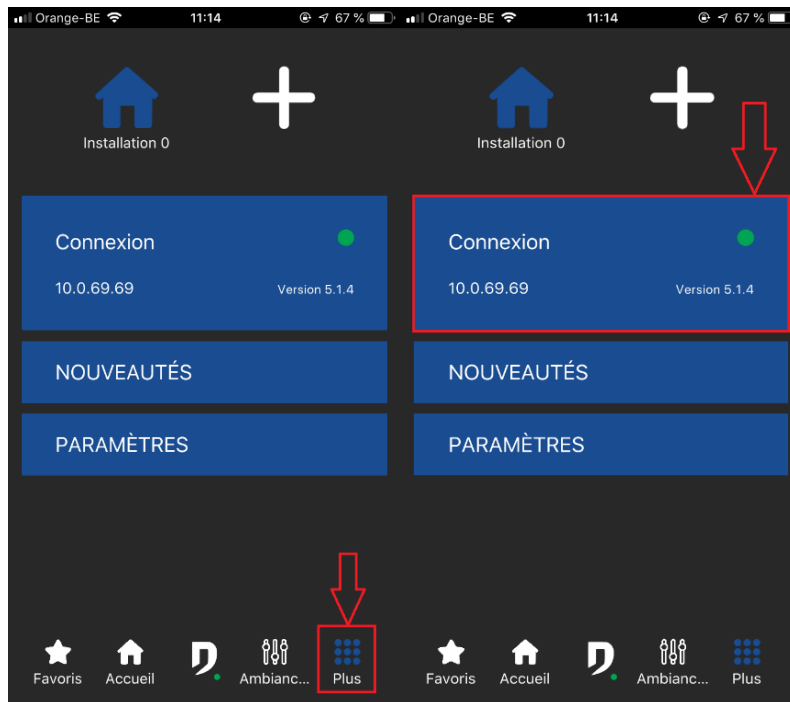 Orange-BE 11:14 67 %
Installation 0
Connexion
10.0.69.69 Version 5.1.4
NOUVEAUTÉS
PARAMÈTRES
Favoris Accueil Ambianc... Plus
Orange-BE 11:14 67 %
Installation 0
Connexion
10.0.69.69 Version 5.1.4
NOUVEAUTÉS
PARAMÈTRES
Favoris Accueil Ambianc... Plus